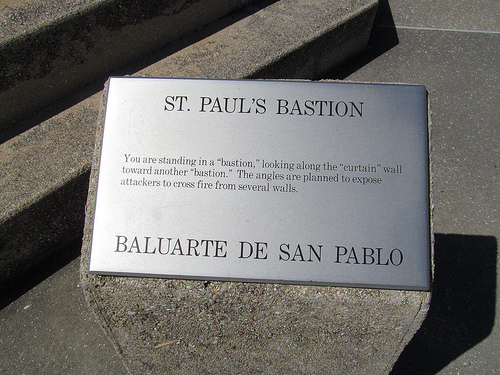 ST. PAUL'S BASTION
You are standing in a "bastion," looking along the "curtain" wall
toward another "bastion." The angles are planned to expose
attackers to cross fire from several walls.
BALUARTE DE SAN PABLO